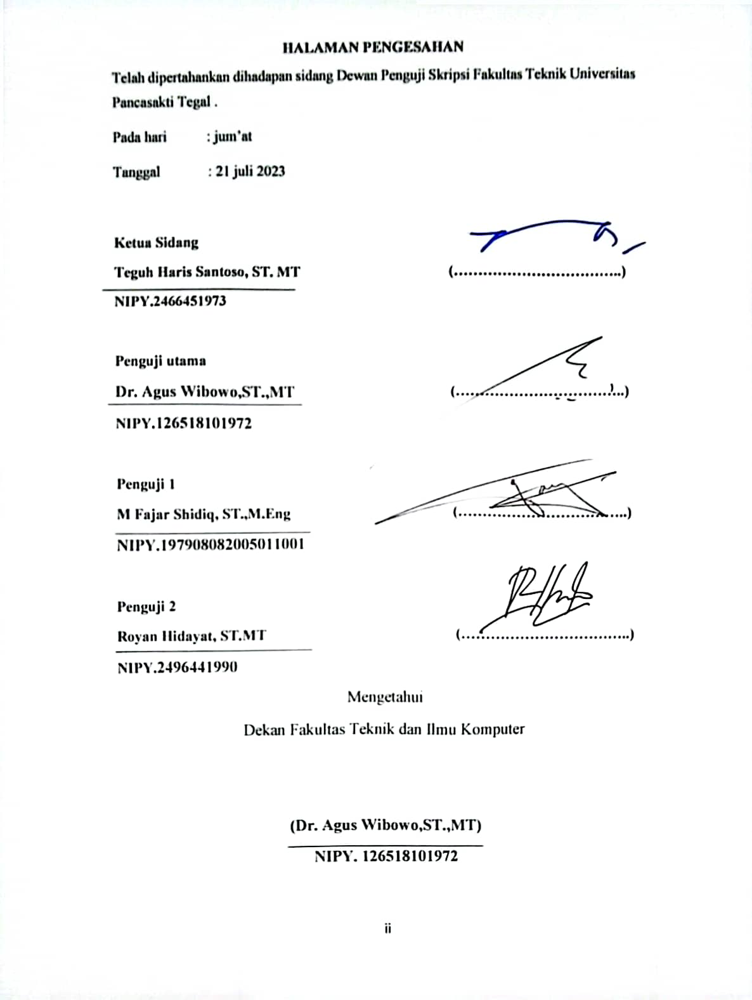 HALAMAN PENGESAHAN
Telah dipertahankan dihadapan sidang Dewan Penguji Skripsi Fakultas Teknik Universitas
Pancasakti Tegal .
Pada hari : jum'at
Tanggal : 21 juli 2023
Ketua Sidang
Teguh Haris Santoso, ST. MT (....................................)
NIPY.2466451973
Penguji utama
Dr. Agus Wibowo,ST.,MT (....................................)
NIPY.126518101972
Penguji 1
M Fajar Shidiq, ST.,M.Eng (....................................)
NIPY.197908082005011001
Penguji 2
Royan Hidayat, ST.MT (....................................)
NIPY.2496441990
Mengetahui
Dekan Fakultas Teknik dan Ilmu Komputer
(Dr. Agus Wibowo,ST.,MT)
NIPY. 126518101972
ii